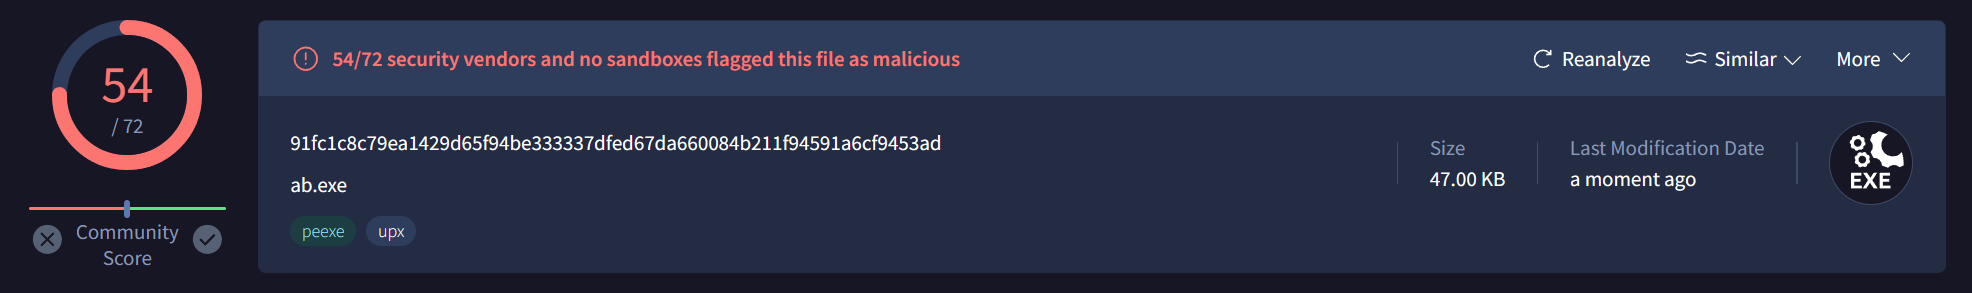 54
/ 72
Community
Score
54/72 security vendors and no sandboxes flagged this file as malicious
Reanalyze
Similar
More
91fc1c8c79ea1429d65f94be333337dfed67da660084b211f94591a6cf9453ad
ab.exe
peexe
upx
Size
47.00 KB
Last Modification Date
a moment ago
EXE